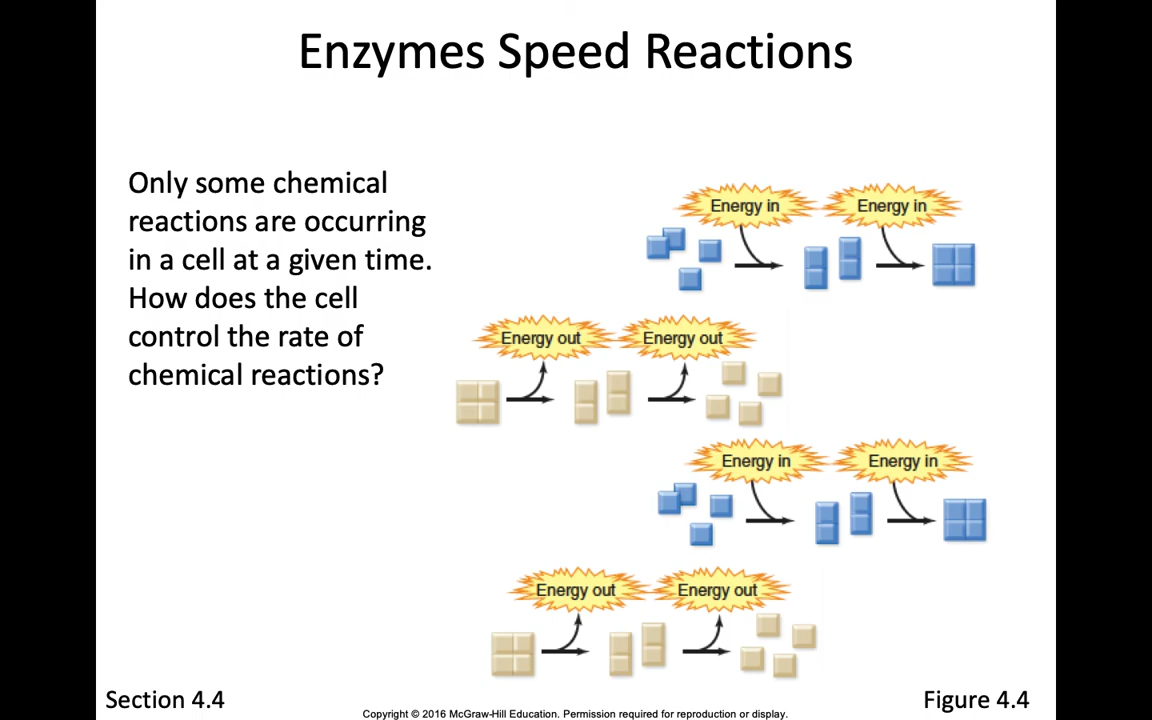 Enzymes Speed Reactions
Only some chemical
reactions are occurring
in a cell at a given time.
How does the cell
control the rate of
chemical reactions?
Energy in
Energy in
Energy out
Energy out
Energy in
Energy in
Energy out
Energy out
Section 4.4
Copyright © 2016 McGraw-Hill Education. Permission required for reproduction or display.
Figure 4.4